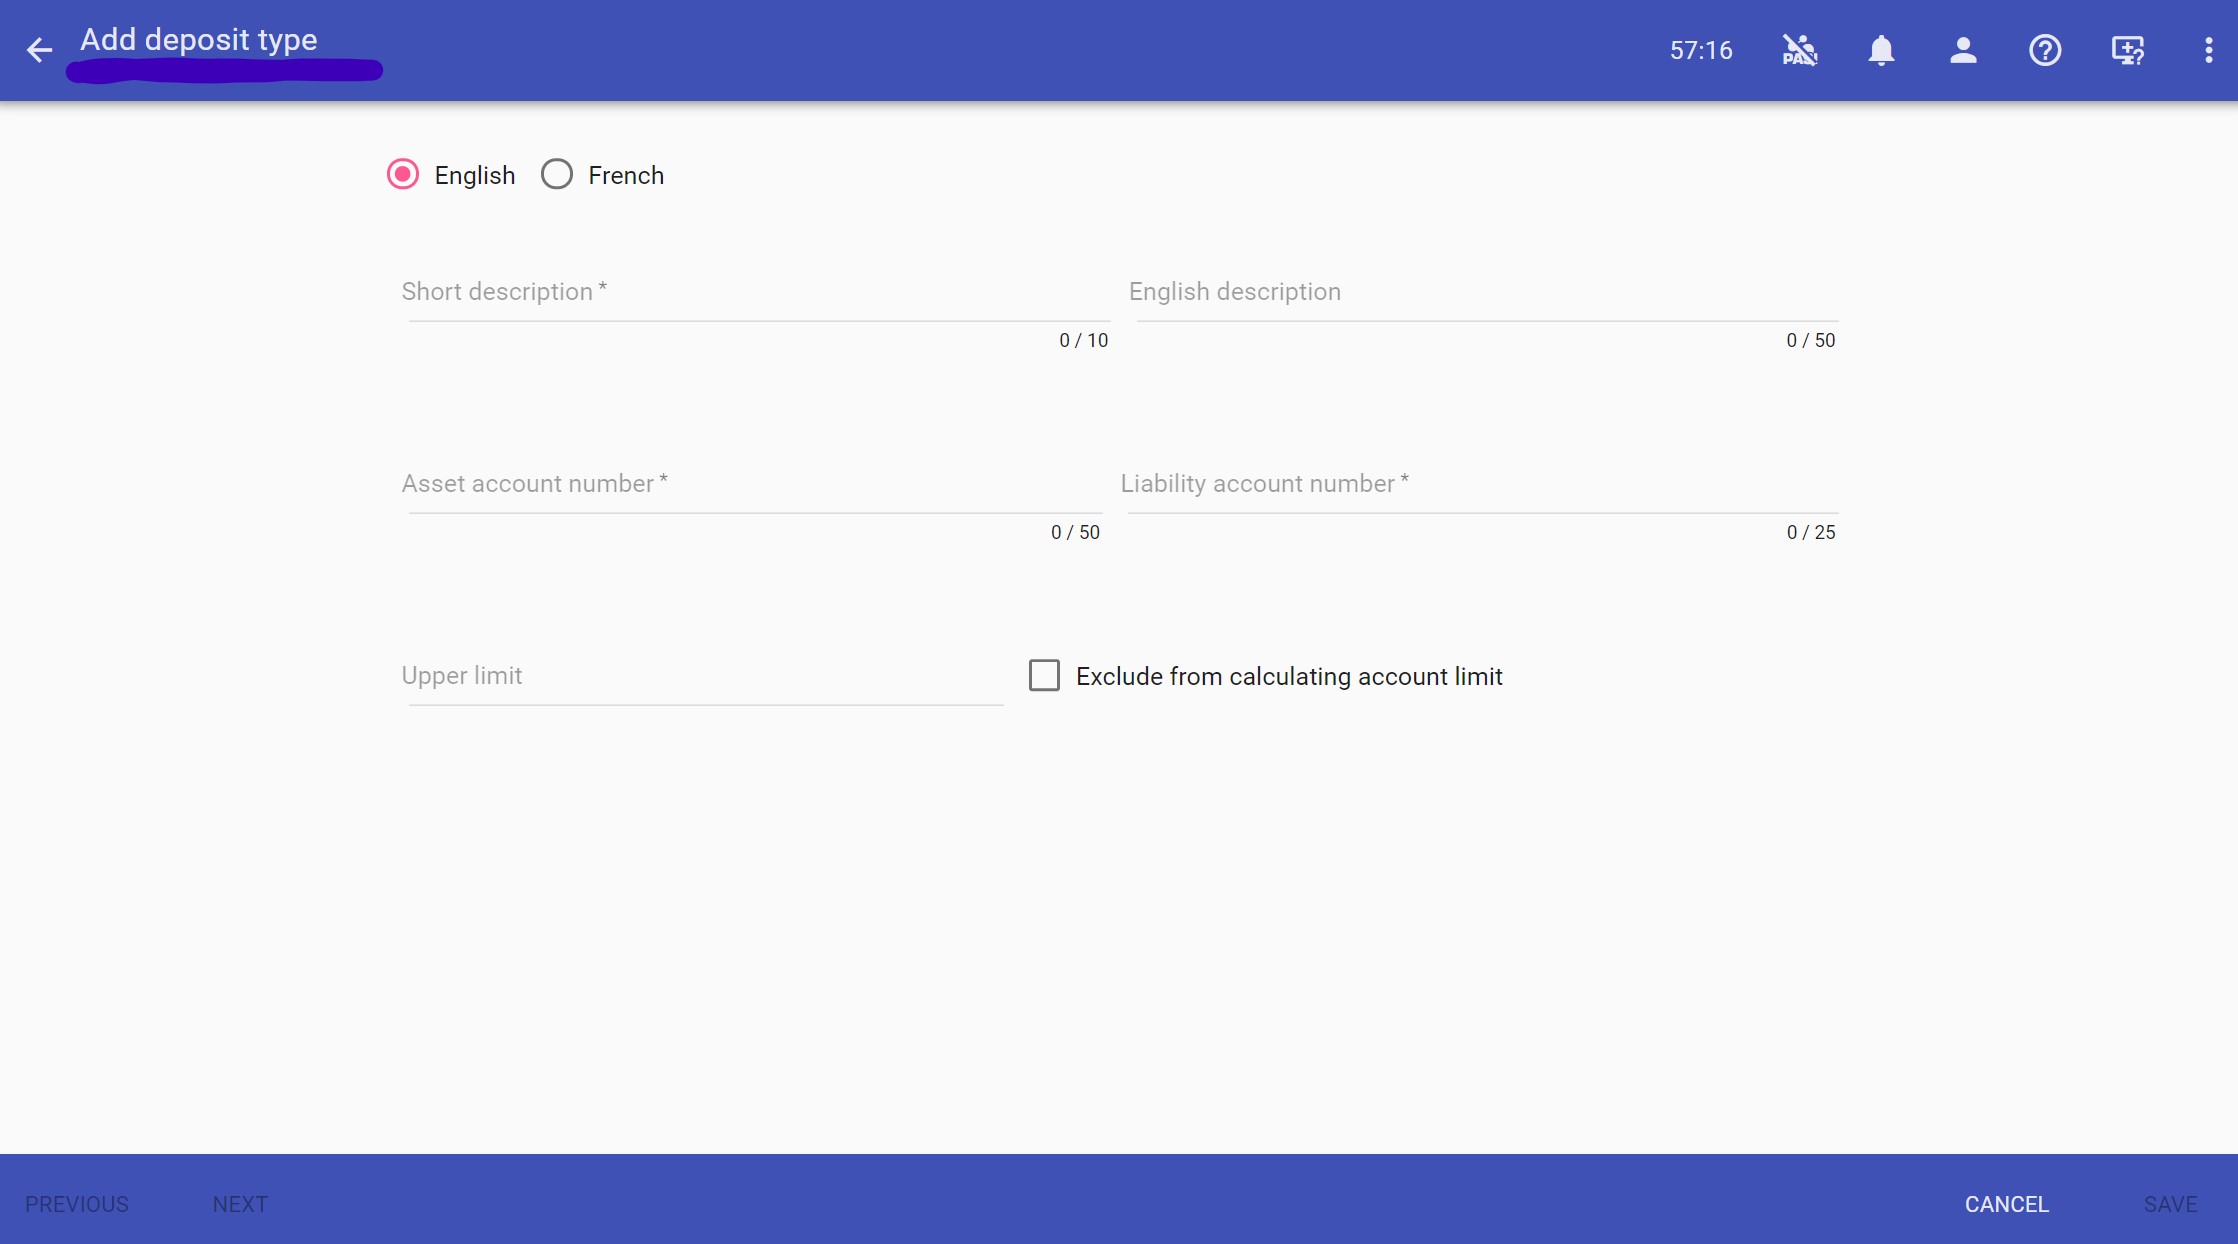 Add deposit type
57:16
English French
Short description * English description
0 / 10 0 / 50
Asset account number * Liability account number *
0 / 50 0 / 25
Upper limit Exclude from calculating account limit
PREVIOUS NEXT CANCEL SAVE